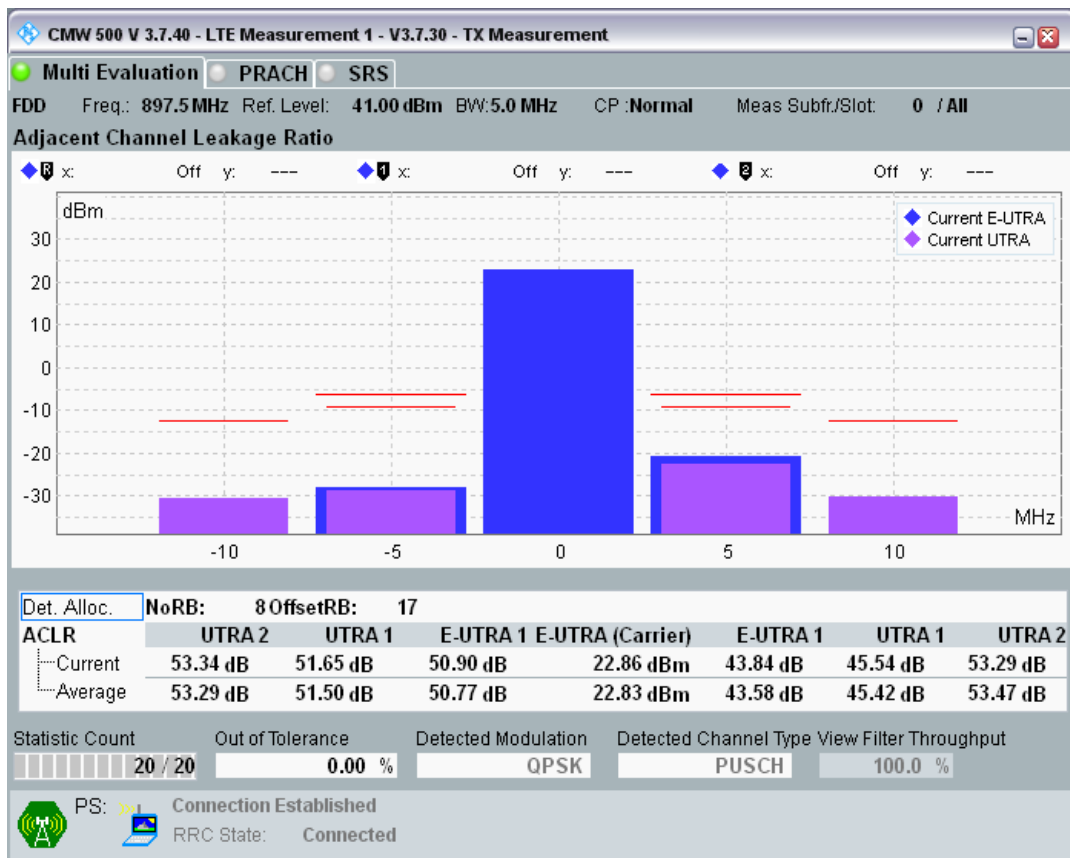 CMW 500 V 3.7.40 - LTE Measurement 1 - V3.7.30 - TX Measurement
Multi Evaluation PRACH SRS
FDD Freq.: 897.5 MHz Ref. Level: 41.00 dBm BW:5.0 MHz CP :Normal Meas Subfr./Slot: 0 / All
Adjacent Channel Leakage Ratio
R x: Off y: --- 1 x: Off y: --- 2 x: Off y: ---
dBm
Current E-UTRA
Current UTRA
30
20
10
0
-10
-20
-30
MHz
-10 -5 0 5 10
Det. Alloc. NoRB: 8 OffsetRB: 17
ACLR UTRA 2 UTRA 1 E-UTRA 1 E-UTRA (Carrier) E-UTRA 1 UTRA 1 UTRA 2
Current 53.34 dB 51.65 dB 50.90 dB 22.86 dBm 43.84 dB 45.54 dB 53.29 dB
Average 53.29 dB 51.50 dB 50.77 dB 22.83 dBm 43.58 dB 45.42 dB 53.47 dB
Statistic Count Out of Tolerance Detected Modulation Detected Channel Type View Filter Throughput
20 / 20 0.00 % QPSK PUSCH 100.0 %
PS: Connection Established
RRC State: Connected